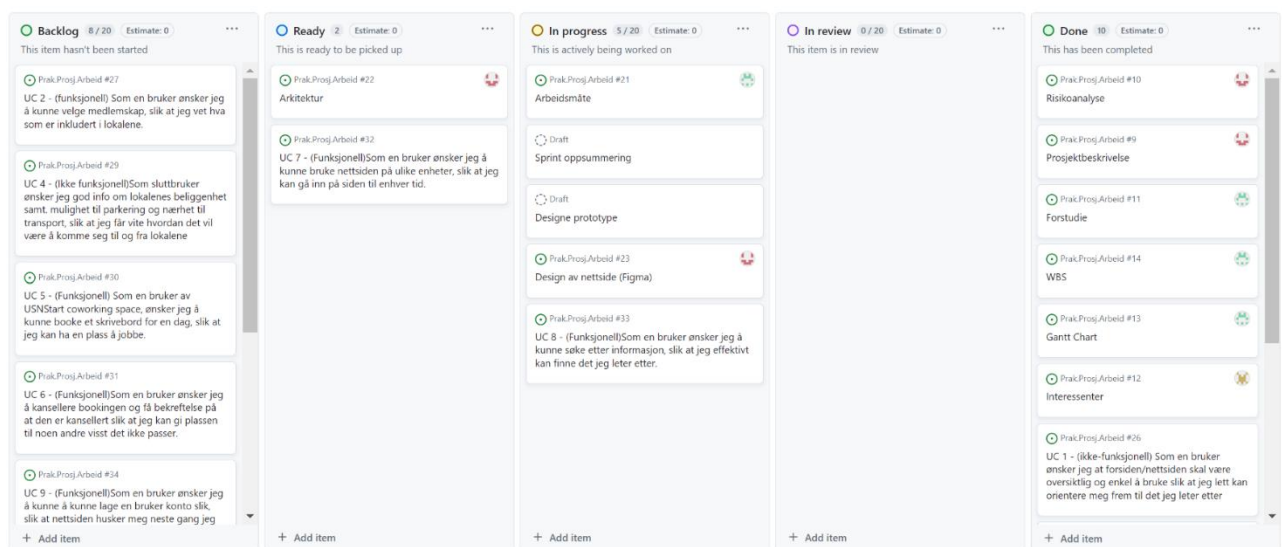 Backlog 8 / 20 Estimate: 0 ...
This item hasn't been started
Prak.Prosj.Arbeid #27
UC 2 - (funksjonell) Som en bruker ønsker jeg
å kunne velge medlemskap, slik at jeg vet hva
som er inkludert i lokalene.
Prak.Prosj.Arbeid #29
UC 4 - (Ikke funksjonell)Som sluttbruker
ønsker jeg god info om lokalenes beliggenhet
samt. mulighet til parkering og nærhet til
transport, slik at jeg får vite hvordan det vil
være å komme seg til og fra lokalene
Prak.Prosj.Arbeid #30
UC 5 - (Funksjonell) Som en bruker av
USNStart coworking space, ønsker jeg å
kunne booke et skrivebord for en dag, slik at
jeg kan ha en plass å jobbe.
Prak.Prosj.Arbeid #31
UC 6 - (Funksjonell)Som en bruker ønsker jeg
å kansellere bookingen og få bekreftelse på
at den er kansellert slik at jeg kan gi plassen
til noen andre visst det ikke passer.
Prak.Prosj.Arbeid #34
UC 9 - (Funksjonell)Som en bruker ønsker jeg
å kunne å kunne lage en bruker konto slik,
slik at nettsiden husker meg neste gang jeg
+ Add item
Ready 2 Estimate: 0 ...
This is ready to be picked up
Prak.Prosj.Arbeid #22
Arkitektur
Prak.Prosj.Arbeid #32
UC 7 - (Funksjonell)Som en bruker ønsker jeg å
kunne bruke nettsiden på ulike enheter, slik at jeg
kan gå inn på siden til enhver tid.
+ Add item
In progress 5 / 20 Estimate: 0 ...
This is actively being worked on
Prak.Prosj.Arbeid #21
Arbeidsmåte
Draft
Sprint oppsummering
Draft
Designe prototype
Prak.Prosj.Arbeid #23
Design av nettside (Figma)
Prak.Prosj.Arbeid #33
UC 8 - (Funksjonell)Som en bruker ønsker jeg å
kunne søke etter informasjon, slik at jeg effektivt
kan finne det jeg leter etter.
+ Add item
In review 0 / 20 Estimate: 0 ...
This item is in review
+ Add item
Done 10 Estimate: 0 ...
This has been completed
Prak.Prosj.Arbeid #10
Risikoanalyse
Prak.Prosj.Arbeid #9
Prosjektbeskrivelse
Prak.Prosj.Arbeid #11
Forstudie
Prak.Prosj.Arbeid #14
WBS
Prak.Prosj.Arbeid #13
Gantt Chart
Prak.Prosj.Arbeid #12
Interessenter
Prak.Prosj.Arbeid #26
UC 1 - (ikke-funksjonell) Som en bruker
ønsker jeg at forsiden/nettsiden skal være
oversiktlig og enkel å bruke slik at jeg lett kan
orientere meg frem til det jeg leter etter
+ Add item